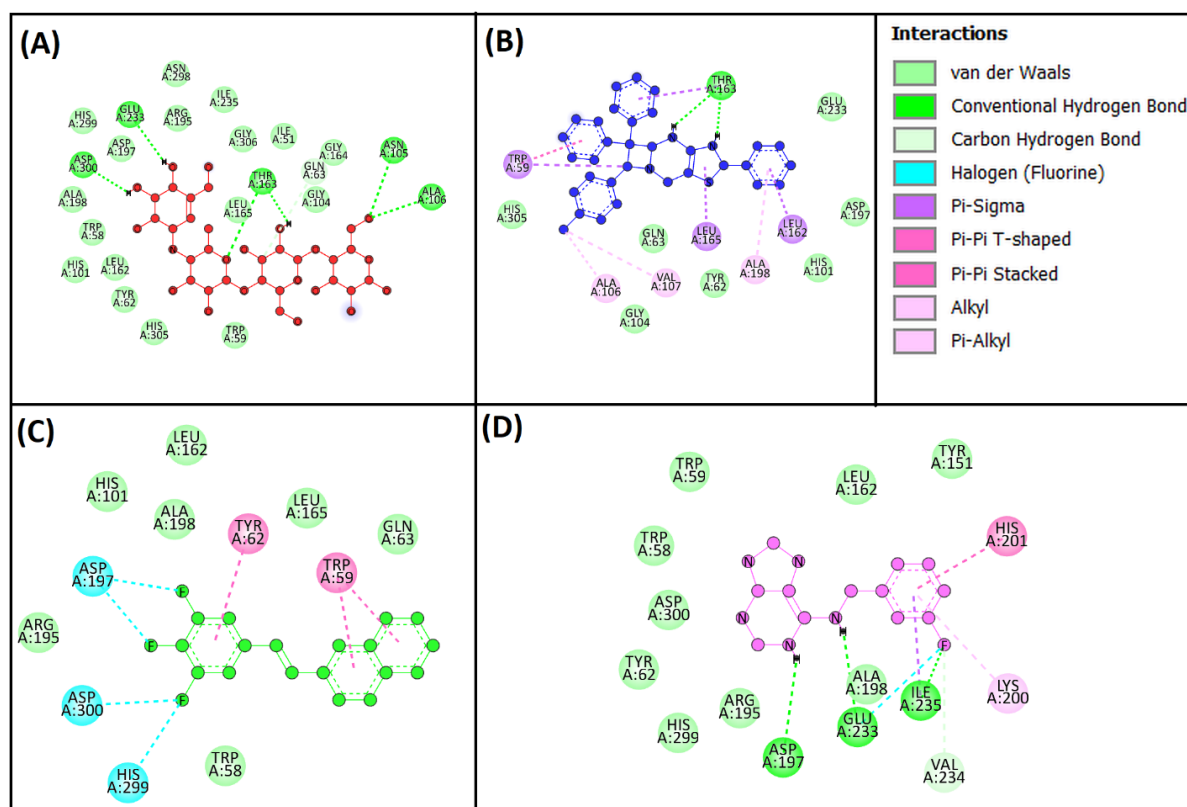 (A)
ASN
A:298
ILE
A:235
GLU
A:233
HIS
A:299
ARG
A:195
ASP
A:197
GLY
A:306
ILE
A:51
GLY
A:164
ASN
A:105
ASP
A:300
GLN
A:63
THR
A:163
ALA
A:198
LEU
A:165
GLY
A:104
ALA
A:106
TRP
A:58
HIS
A:101
LEU
A:162
TYR
A:62
HIS
A:305
TRP
A:59
H
H
N
H
(B)
THR
A:163
GLU
A:233
H
H
TRP
A:59
N
S
HIS
A:305
GLN
A:63
LEU
A:165
LEU
A:162
ASP
A:197
ALA
A:106
VAL
A:107
TYR
A:62
ALA
A:198
HIS
A:101
GLY
A:104
Interactions
van der Waals
Conventional Hydrogen Bond
Carbon Hydrogen Bond
Halogen (Fluorine)
Pi-Sigma
Pi-Pi T-shaped
Pi-Pi Stacked
Alkyl
Pi-Alkyl
(C)
LEU
A:162
HIS
A:101
ALA
A:198
LEU
A:165
TYR
A:62
GLN
A:63
ASP
A:197
TRP
A:59
F
F
F
ARG
A:195
ASP
A:300
HIS
A:299
TRP
A:58
(D)
TRP
A:59
LEU
A:162
TYR
A:151
TRP
A:58
HIS
A:201
N
N
ASP
A:300
N
N
N
H
H
F
TYR
A:62
ARG
A:195
ALA
A:198
ILE
A:235
LYS
A:200
HIS
A:299
GLU
A:233
ASP
A:197
VAL
A:234